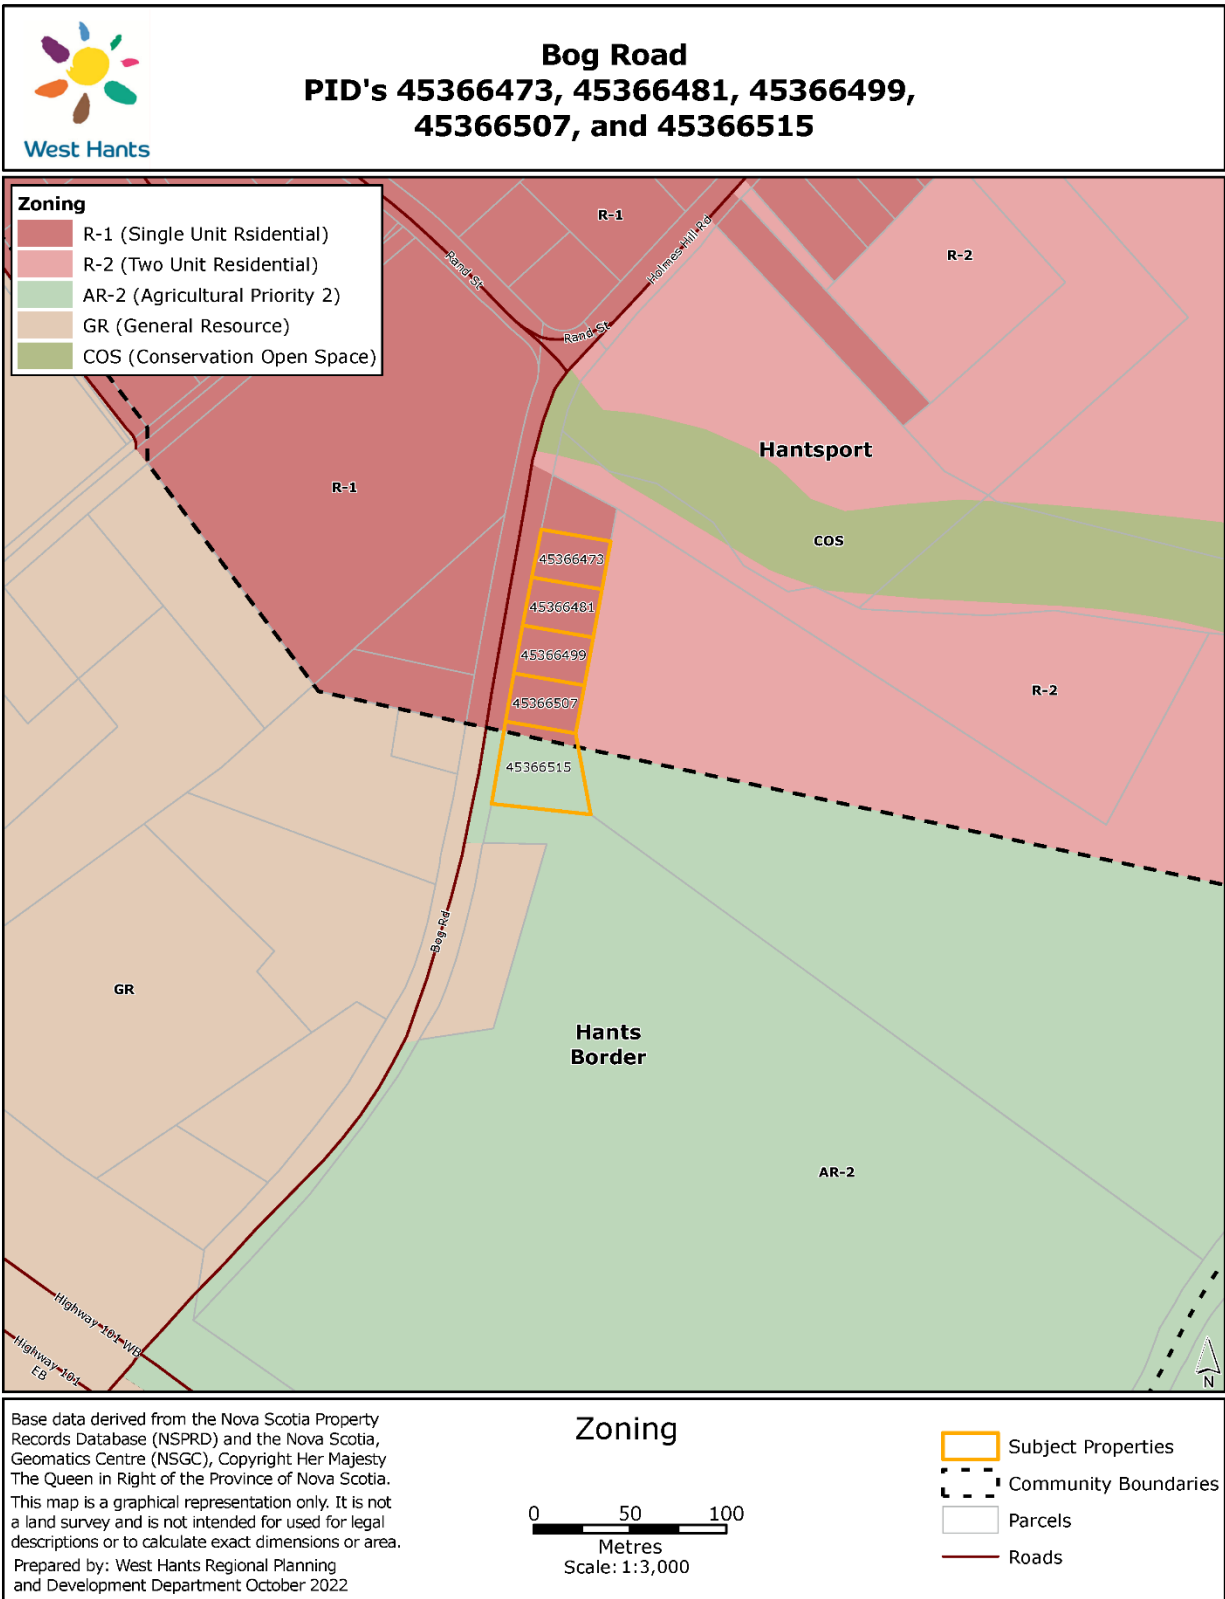 West Hants
Bog Road
PID's 45366473, 45366481, 45366499,
45366507, and 45366515
Zoning
R-1 (Single Unit Rsidential)
R-2 (Two Unit Residential)
AR-2 (Agricultural Priority 2)
GR (General Resource)
COS (Conservation Open Space)
R-1
Holmes Hill Rd
Rand St
R-2
Rand St
Hantsport
R-1
COS
45366473
45366481
45366499
R-2
45366507
45366515
Bog Rd
GR
Hants
Border
AR-2
Highway 101 WB
Highway 101
EB
N
Base data derived from the Nova Scotia Property
Records Database (NSPRD) and the Nova Scotia,
Geomatics Centre (NSGC), Copyright Her Majesty
The Queen in Right of the Province of Nova Scotia.
This map is a graphical representation only. It is not
a land survey and is not intended for used for legal
descriptions or to calculate exact dimensions or area.
Prepared by: West Hants Regional Planning
and Development Department October 2022
Zoning
0 50 100
Metres
Scale: 1:3,000
Subject Properties
Community Boundaries
Parcels
Roads